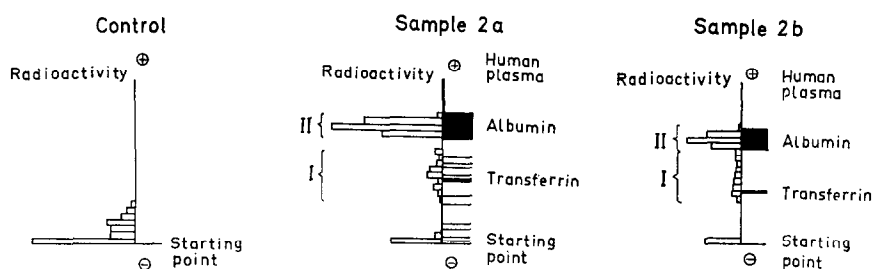 Control
⊕
Radioactivity
Starting
point
⊖
Sample 2a
⊕
Human
plasma
Radioactivity
II
Albumin
I
Transferrin
Starting
point
⊖
Sample 2b
⊕
Human
plasma
Radioactivity
II
Albumin
I
Transferrin
Starting
point
⊖